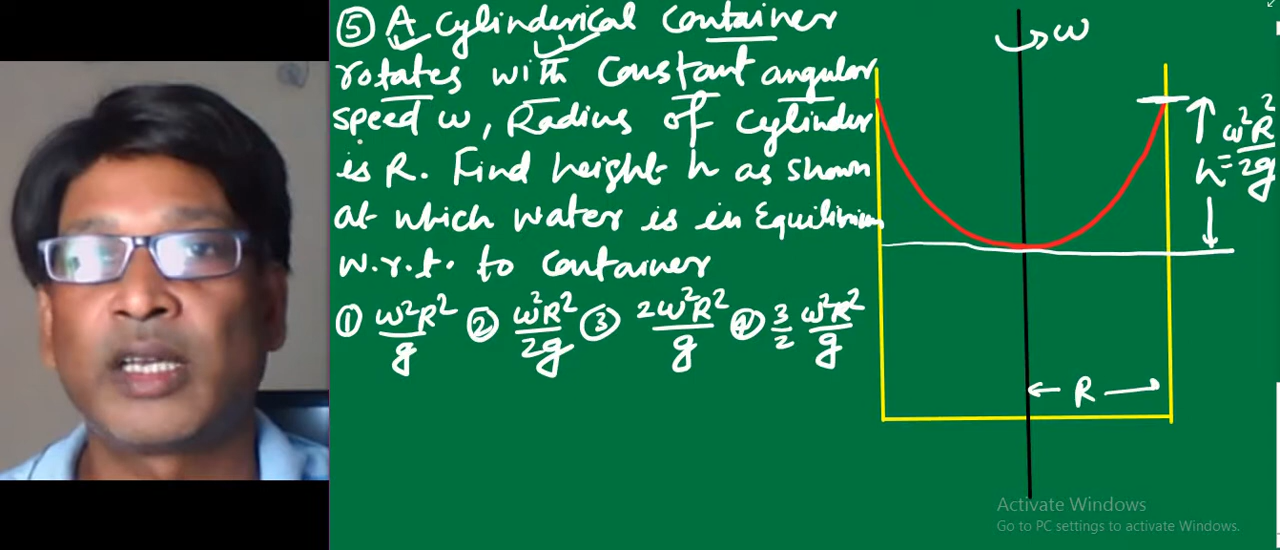 ⑤ A cylinderical container
rotates with constant angular
speed ω, Radius of cylinder
is R. Find height h as shown
at which water is in Equilibrium
w.r.t. to container
① ω²R²/g ② ω²R²/2g ③ 2ω²R²/g ④ 3/2 ω²R²/g
ω
h = ω²R²/2g
R
Activate Windows
Go to PC settings to activate Windows.